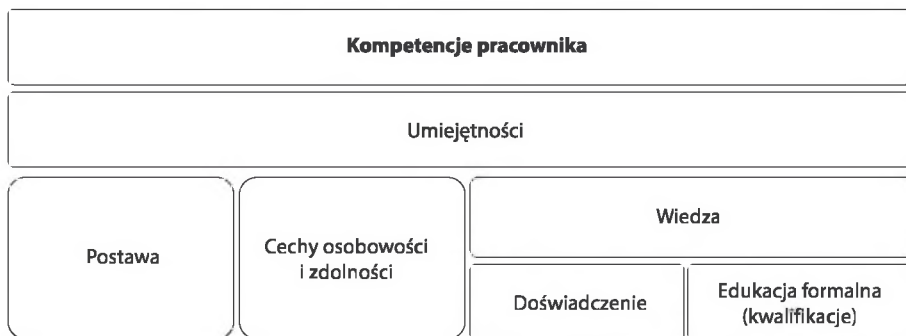 Kompetencje pracownika
Umiejętności
Postawa
Cechy osobowości
i zdolności
Wiedza
Doświadczenie
Edukacja formalna
(kwalifikacje)